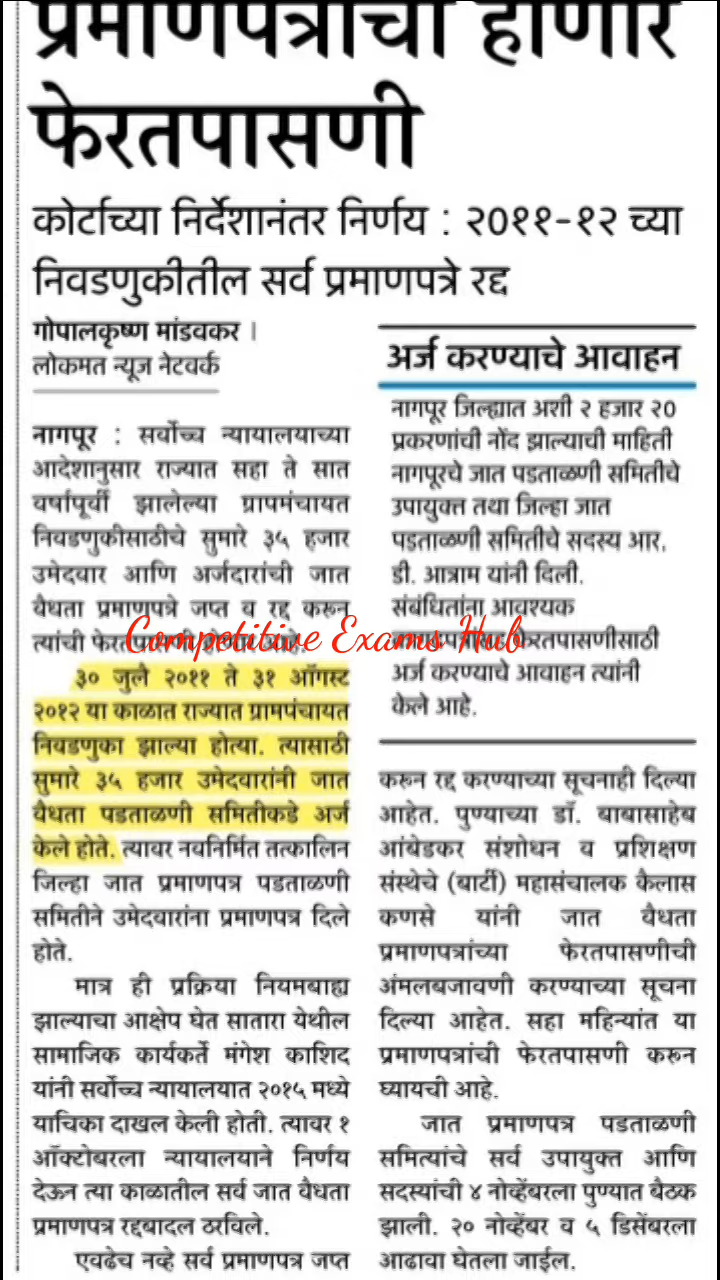 प्रमाणपत्रांची होणार
फेरतपासणी
कोर्टाच्या निर्देशानंतर निर्णय : २०११-१२ च्या
निवडणुकीतील सर्व प्रमाणपत्रे रद्द
गोपालकृष्ण मांडवकर ।
लोकमत न्यूज नेटवर्क
नागपूर : सर्वोच्च न्यायालयाच्या
आदेशानुसार राज्यात सहा ते सात
वर्षांपूर्वी झालेल्या ग्रापमंचायत
निवडणुकीसाठीचे सुमारे ३५ हजार
उमेदवार आणि अर्जदारांची जात
वैधता प्रमाणपत्रे जप्त व रद्द करून
त्यांची फेरतपासणी होणार आहे.
३० जुलै २०११ ते ३१ ऑगस्ट
२०१२ या काळात राज्यात ग्रामपंचायत
निवडणुका झाल्या होत्या. त्यासाठी
सुमारे ३५ हजार उमेदवारांनी जात
वैधता पडताळणी समितीकडे अर्ज
केले होते. त्यावर नवनिर्मित तत्कालिन
जिल्हा जात प्रमाणपत्र पडताळणी
समितीने उमेदवारांना प्रमाणपत्र दिले
होते.
मात्र ही प्रक्रिया नियमबाह्य
झाल्याचा आक्षेप घेत सातारा येथील
सामाजिक कार्यकर्ते मंगेश काशिद
यांनी सर्वोच्च न्यायालयात २०१५ मध्ये
याचिका दाखल केली होती. त्यावर १
ऑक्टोबरला न्यायालयाने निर्णय
देऊन त्या काळातील सर्व जात वैधता
प्रमाणपत्र रद्दबादल ठरविले.
एवढेच नव्हे सर्व प्रमाणपत्र जप्त
अर्ज करण्याचे आवाहन
नागपूर जिल्ह्यात अशी २ हजार २०
प्रकरणांची नोंद झाल्याची माहिती
नागपूरचे जात पडताळणी समितीचे
उपायुक्त तथा जिल्हा जात
पडताळणी समितीचे सदस्य आर.
डी. आत्राम यांनी दिली.
संबंधितांना आवश्यक
फेरतपासणीसाठी
अर्ज करण्याचे आवाहन त्यांनी
केले आहे.
करून रद्द करण्याच्या सूचनाही दिल्या
आहेत. पुण्याच्या डॉ. बाबासाहेब
आंबेडकर संशोधन व प्रशिक्षण
संस्थेचे (बार्टी) महासंचालक कैलास
कणसे यांनी जात वैधता
प्रमाणपत्रांच्या फेरतपासणीची
अंमलबजावणी करण्याच्या सूचना
दिल्या आहेत. सहा महिन्यांत या
प्रमाणपत्रांची फेरतपासणी करून
घ्यायची आहे.
जात प्रमाणपत्र पडताळणी
समित्यांचे सर्व उपायुक्त आणि
सदस्यांची ४ नोव्हेंबरला पुण्यात बैठक
झाली. २० नोव्हेंबर व ५ डिसेंबरला
आढावा घेतला जाईल.
Competitive Exams Hub